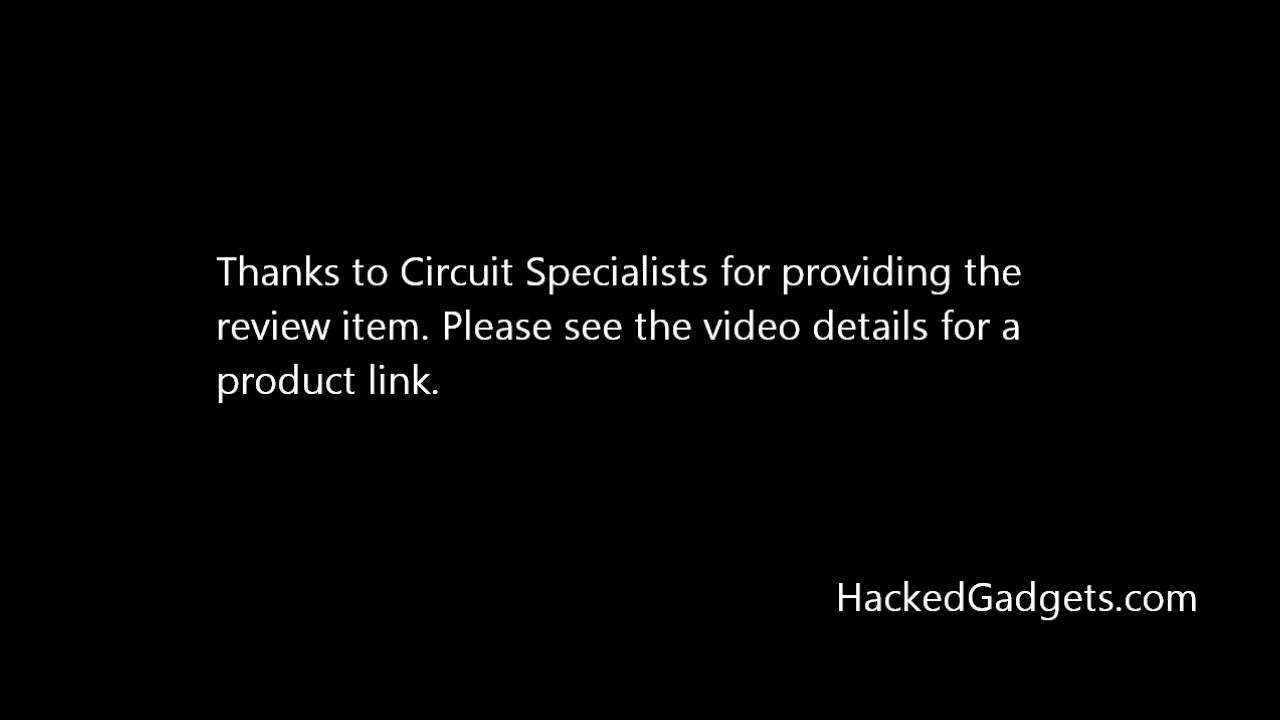 Thanks to Circuit Specialists for providing the
review item. Please see the video details for a
product link.
HackedGadgets.com